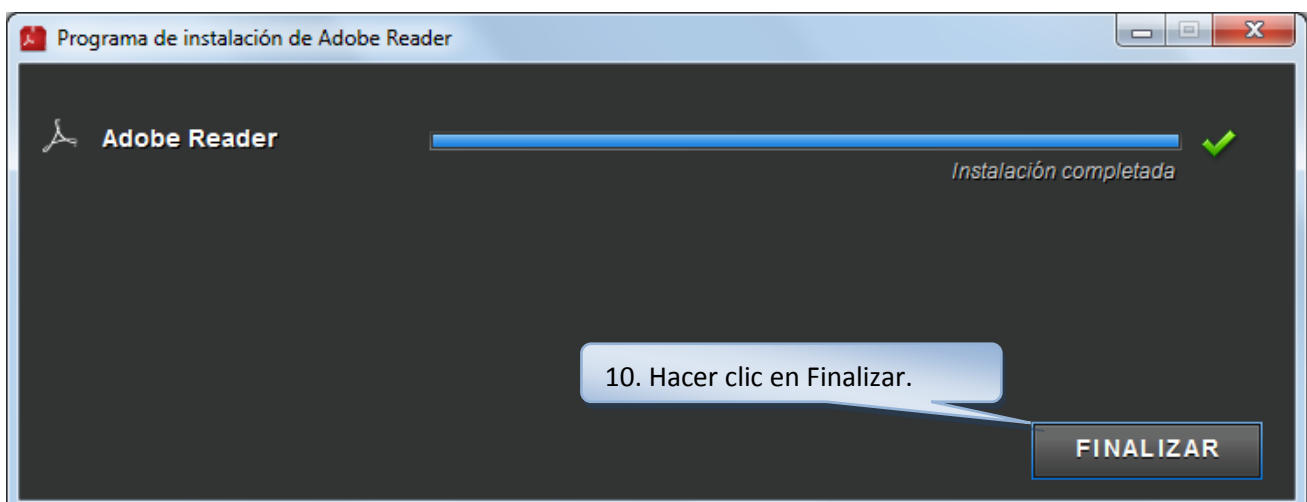 Programa de instalación de Adobe Reader
Adobe Reader
Instalación completada
10. Hacer clic en Finalizar.
FINALIZAR